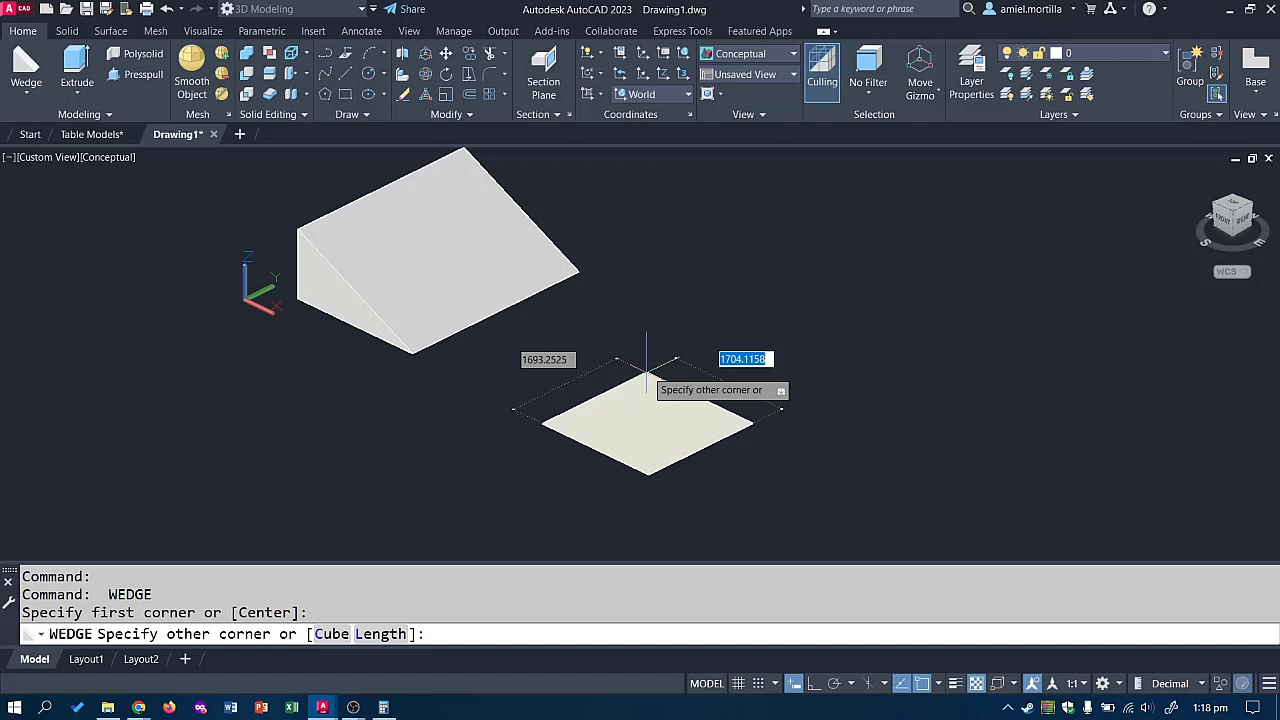 CAD
3D Modeling
Share
Autodesk AutoCAD 2023 Drawing1.dwg
Type a keyword or phrase
amiel.mortilla
Home Solid Surface Mesh Visualize Parametric Insert Annotate View Manage Output Add-ins Collaborate Express Tools Featured Apps
Wedge
Extrude
Polysolid
Presspull
Smooth
Object
Section
Plane
Conceptual
Unsaved View
World
Culling
No Filter
Move
Gizmo
Layer
Properties
0
Group
Base
Modeling
Mesh
Solid Editing
Draw
Modify
Section
Coordinates
View
Selection
Layers
Groups
View
Start
Table Models*
Drawing1*
[−][Custom View][Conceptual]
Z
Y
X
TOP
FRONT
RIGHT
S
E
WCS
1693.2525
1704.1158
Specify other corner or
Command:
Command: WEDGE
Specify first corner or [Center]:
WEDGE Specify other corner or [Cube Length]:
Model Layout1 Layout2
MODEL
1:1
Decimal
1:18 pm